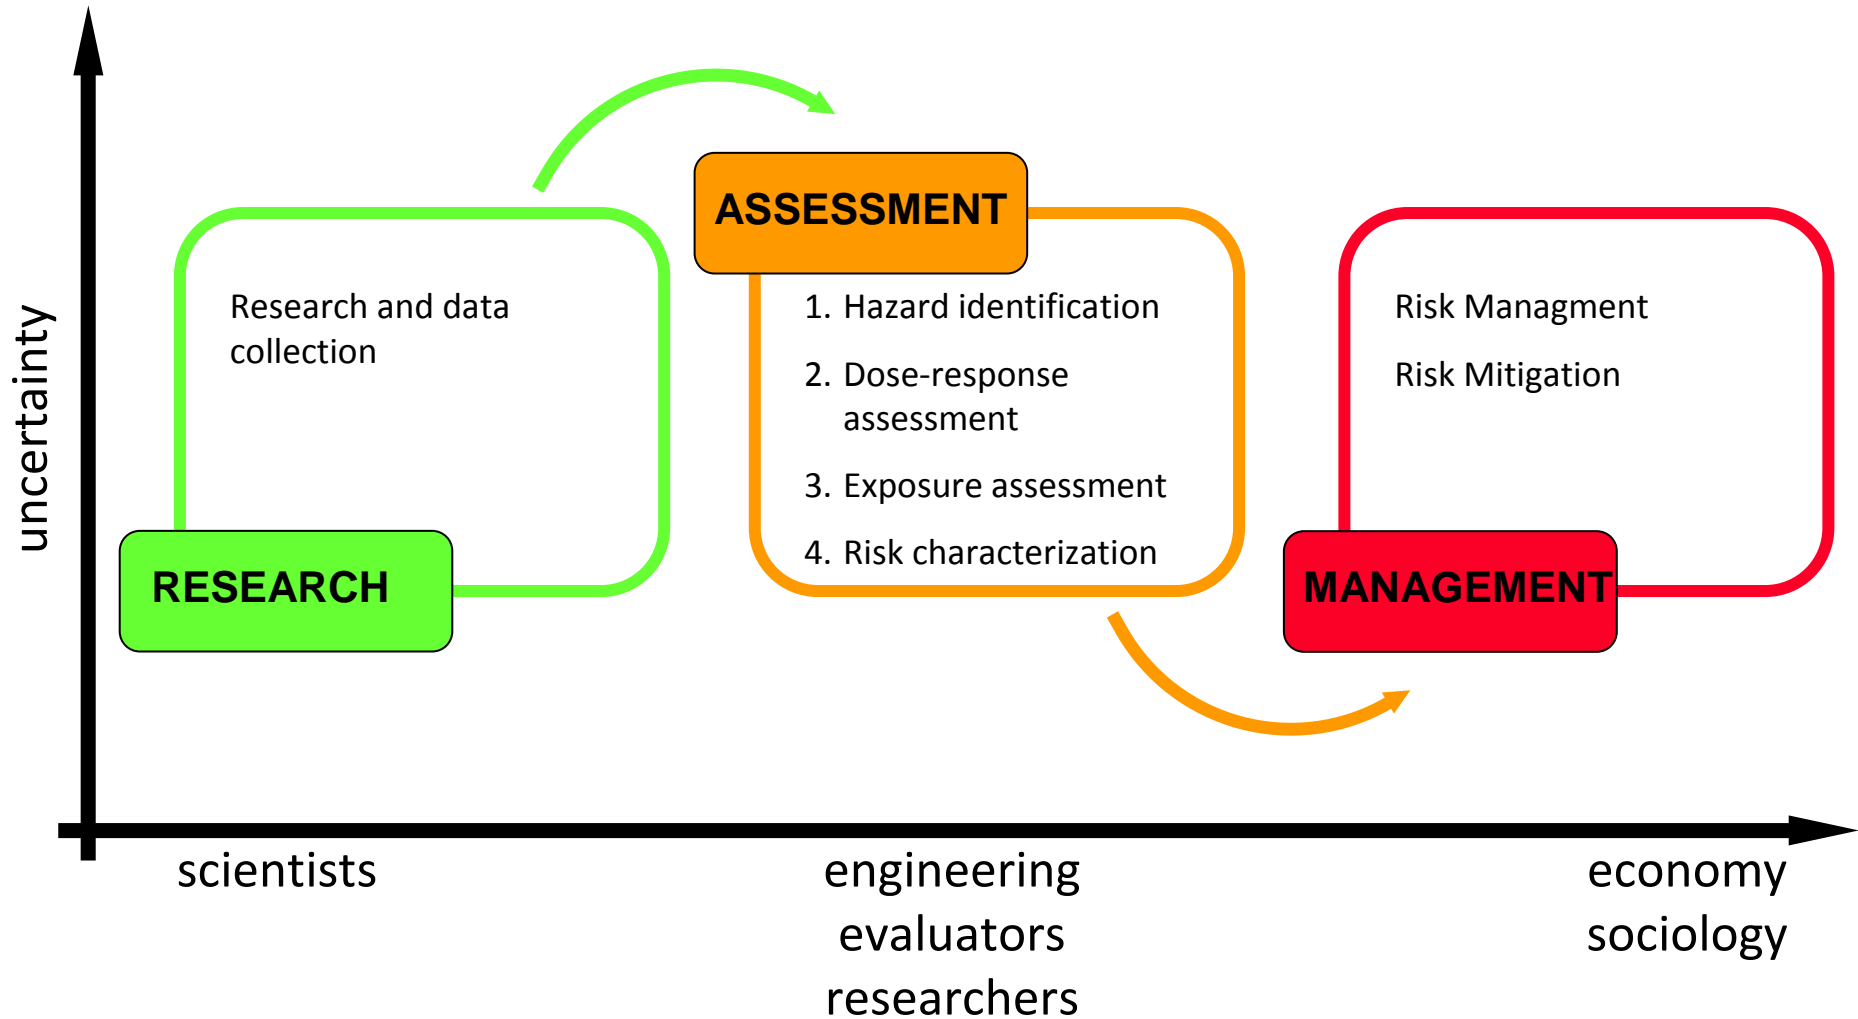 uncertainty
RESEARCH
Research and data
collection
ASSESSMENT
1. Hazard identification
2. Dose-response
assessment
3. Exposure assessment
4. Risk characterization
MANAGEMENT
Risk Managment
Risk Mitigation
scientists
engineering
evaluators
researchers
economy
sociology